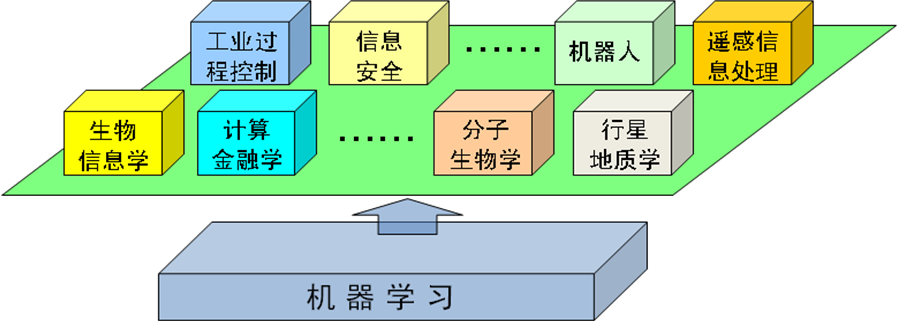 工业过
程控制
信息
安全
……
机器人
遥感信
息处理
生物
信息学
计算
金融学
……
分子
生物学
行星
地质学
机器学习